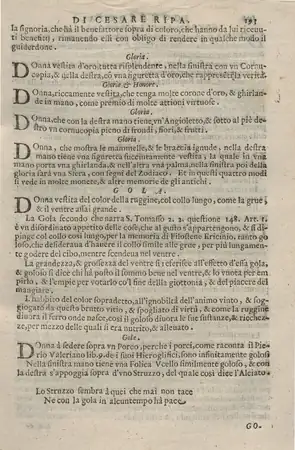 DI CESARE RIPA. 193
la signoria, che hà il benefattore sopra di coloro, che hanno da lui riceuu
ti benefitij, rimanendo essi con obligo di rendere in qualche modo il
guiderdone.
Gloria.
DOnna vestita d'oro, tutta risplendente, nella sinistra con vn Cornu-
copia, & nella destra, cō vna figuretta d'oro, che rappresēti la verità.
Gloria & Honore.
DOnna, riccamente vestita, che tenga molte corone d'oro, & ghirlan-
de in mano, come premio di molte attioni virtuose.
Gloria.
DOnna, che con la destra mano tiene vn'Angioletto, & sotto al piè de-
stro vn cornucopia pieno di frondi, fiori, & frutti.
Gloria.
DOnna, che mostra le mammelle, & le braccia ignude, nella destra
mano tiene vna figuretta succintamente vestita, la quale in vna
mano porta vna ghirlanda, & nell'altra vna palma, nella sinistra poi della
gloria sarà vna Sfera, con segni del Zodiaco. Et in questi quattro modi
si vede in molte monete, & altre memorie de gli antichi.
GOLA.
DOnna vestita del color della ruggine, col collo lungo, come la grue,
& il ventre assai grande.
La Gola secondo che narra S. Tomasso 2. 2. questione 148. Art. 1.
è vn disordinato appetito delle cose, che al gusto s'appartengono, & si di-
pinge col collo così lungo, per la memoria di Filostene Ericinio, tanto go
loso, che desideraua d'hauere il collo simile alle grue, per più lungamen-
te godere del cibo, mentre scendeua nel ventre.
La grandezza, & grossezza del ventre si riferisce all'effetto d'essa gola,
& goloso si dice chi hà posto il sommo bene nel ventre, & lo vuota per em
pirlo, & l'empie per votarlo co'l fine della giottonia, & del piacere del
mangiare.
L'habito del color sopradetto, all'ignobilità dell'animo vinto, & sog-
giogato da questo brutto vitio, & spogliato di virtù, & come la ruggine
diuora il ferro onde nasce, così il goloso diuora le sue sustanze, & ricchez-
ze, per mezzo delle quali si era nutrito, & alleuato.
Gola.
DOnna à sedere sopra vn Porco, perche i porci, come racconta il Pie-
rio Valeriano lib. 9. de i suoi Hieroglifici, sono infinitamente golosi
Nella sinistra mano tiene vna Folica Vcello similmente goloso, & con
la destra s'appoggia sopra d'vno Struzzo, del quale così dice l'Alciato.
Lo Struzzo sembra à quei che mai non tace
Ne con la gola in alcun tempo hà pace.
GO-